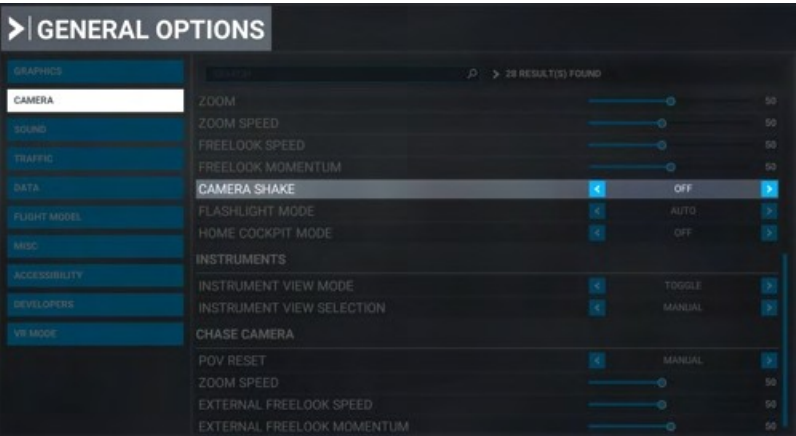 GENERAL OPTIONS
GRAPHICS
CAMERA
SOUND
TRAFFIC
DATA
FLIGHT MODEL
MISC
ACCESSIBILITY
DEVELOPERS
VR MODE
SEARCH
28 RESULT(S) FOUND
ZOOM 50
ZOOM SPEED 50
FREELOOK SPEED 50
FREELOOK MOMENTUM 50
CAMERA SHAKE OFF
FLASHLIGHT MODE AUTO
HOME COCKPIT MODE OFF
INSTRUMENTS
INSTRUMENT VIEW MODE TOGGLE
INSTRUMENT VIEW SELECTION MANUAL
CHASE CAMERA
POV RESET MANUAL
ZOOM SPEED 50
EXTERNAL FREELOOK SPEED 50
EXTERNAL FREELOOK MOMENTUM 50